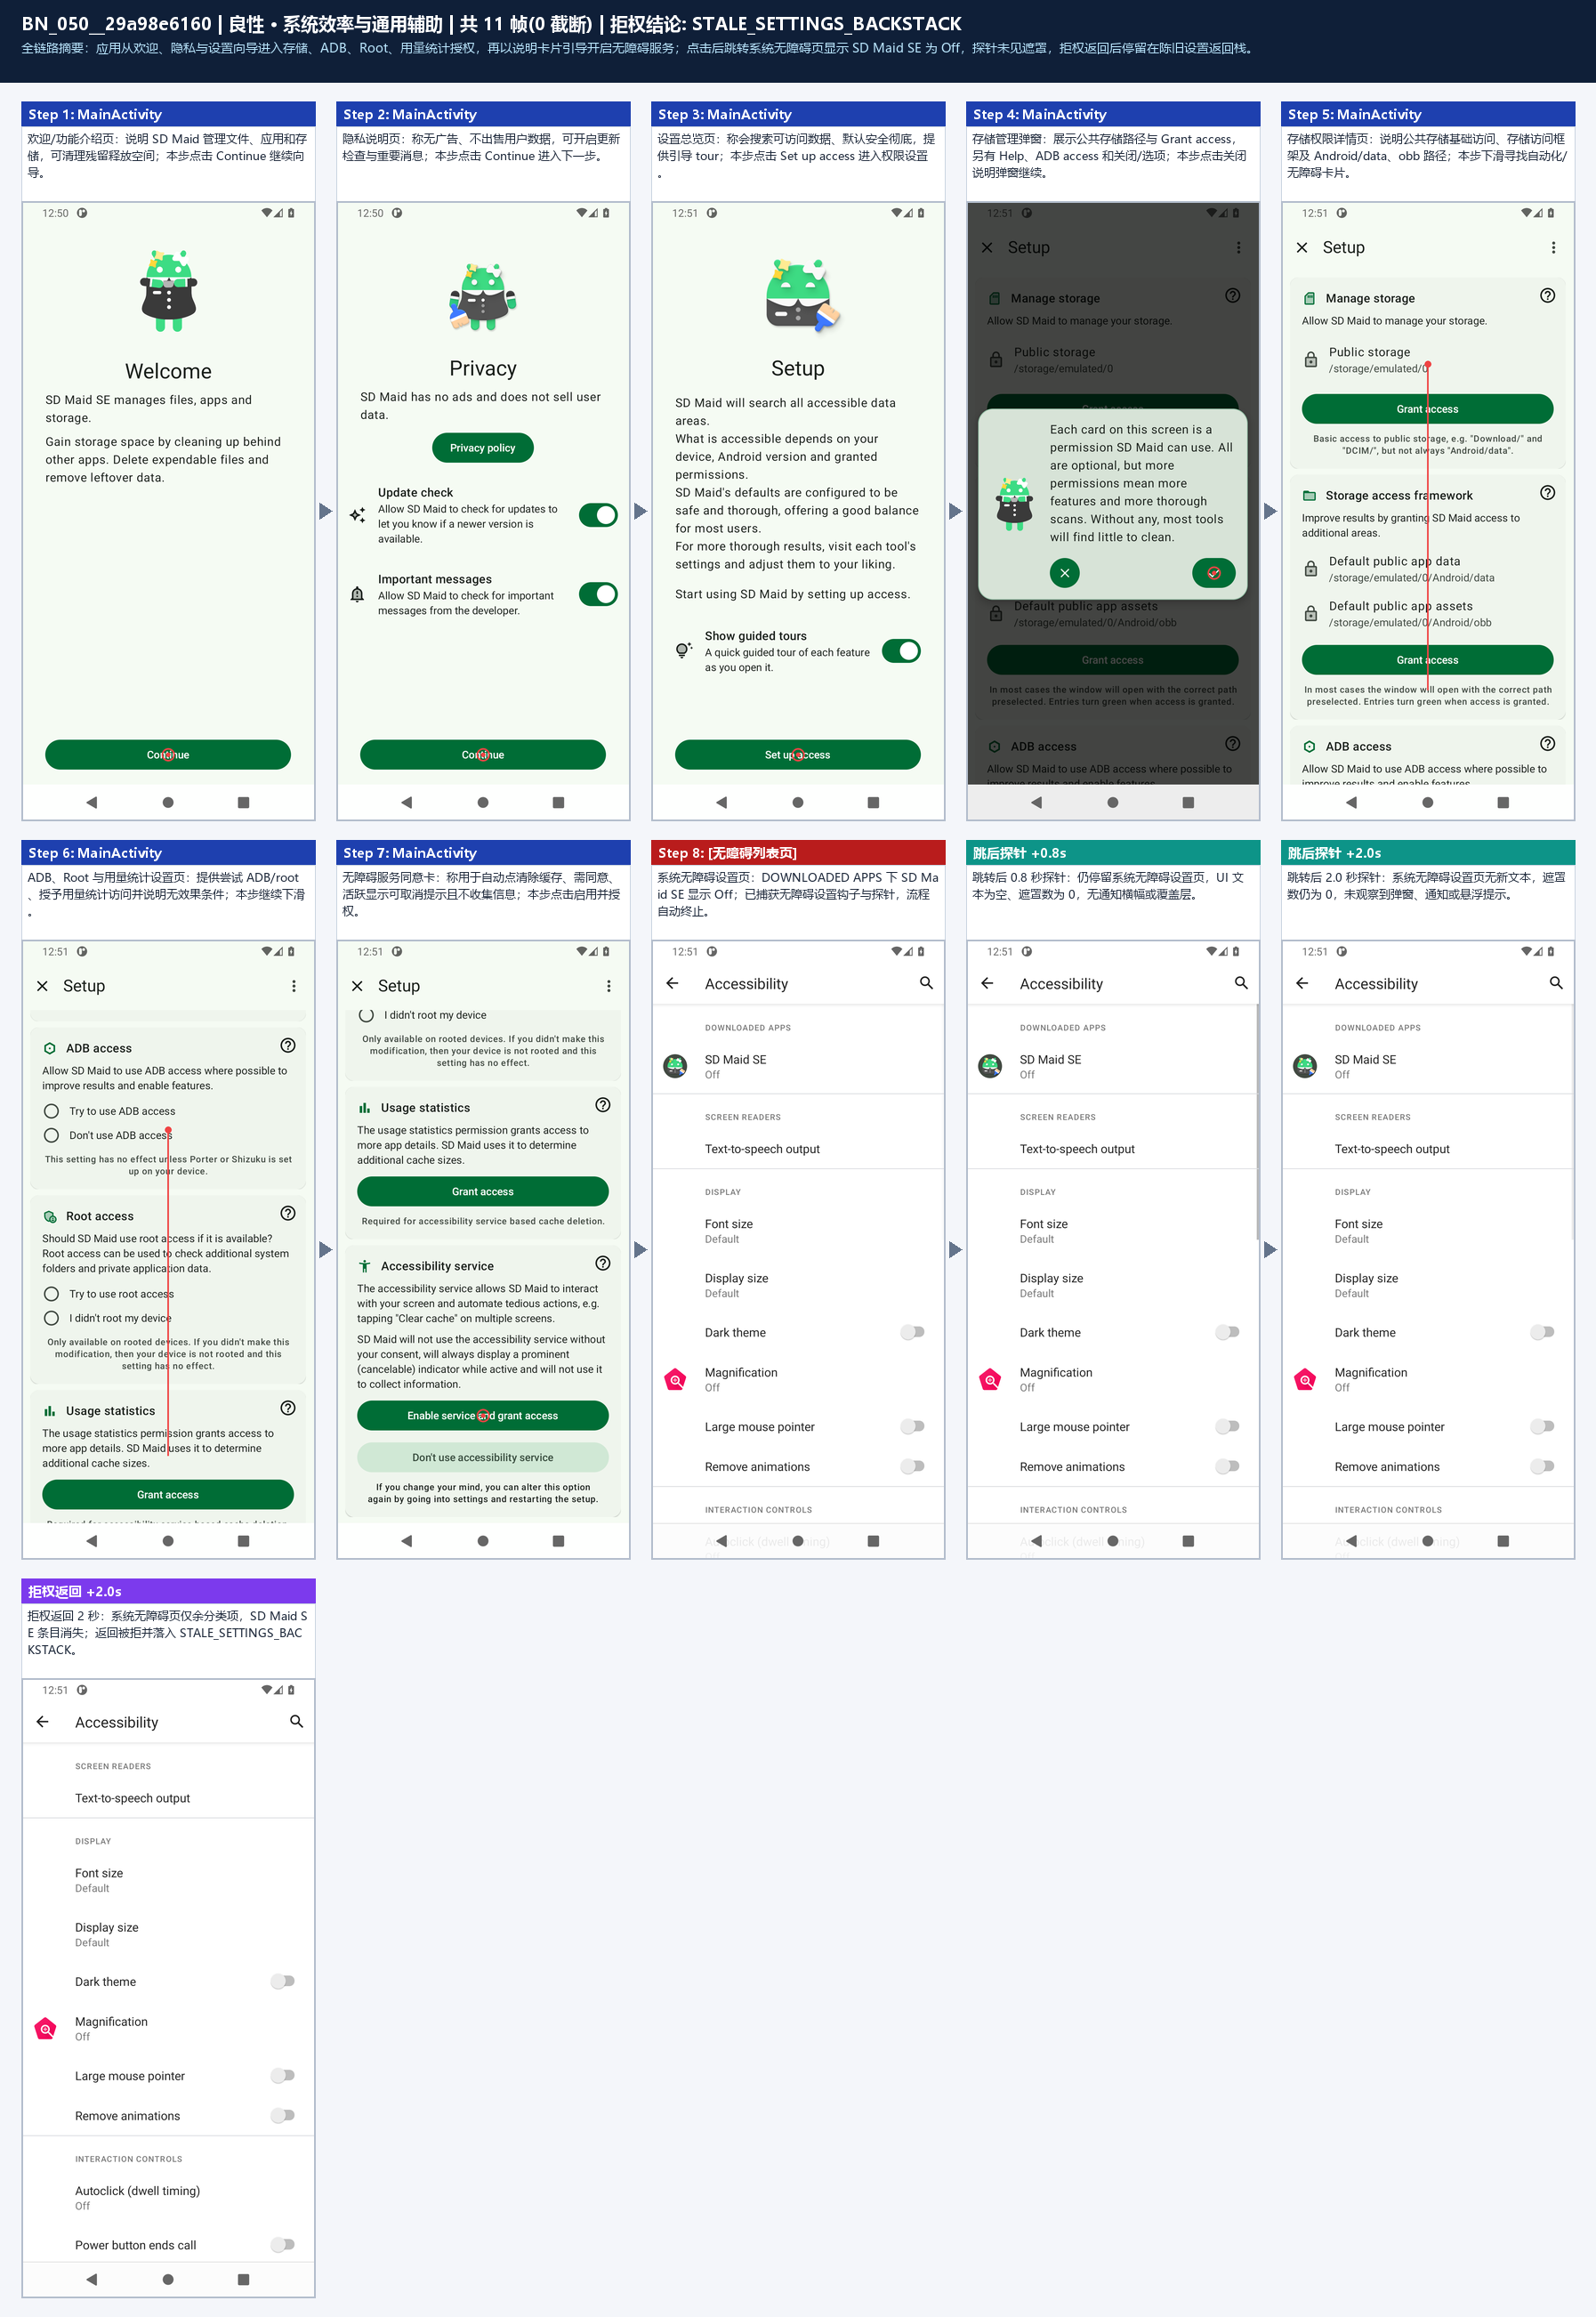 BN_050__29a98e6160 | 良性 • 系统效率与通用辅助 | 共 11 帧(0 截断) | 拒权结论: STALE_SETTINGS_BACKSTACK
全链路摘要：应用从欢迎、隐私与设置向导进入存储、ADB、Root、用量统计授权，再以说明卡片引导开启无障碍服务；点击后跳转系统无障碍页显示 SD Maid SE 为 Off，探针未见遮罩，拒权返回后停留在陈旧设置返回栈。
Step 1: MainActivity
欢迎/功能介绍页：说明 SD Maid 管理文件、应用和存
储，可清理残留释放空间；本步点击 Continue 继续向
导。
12:50
Welcome
SD Maid SE manages files, apps and
storage.
Gain storage space by cleaning up behind
other apps. Delete expendable files and
remove leftover data.
Continue
Step 2: MainActivity
隐私说明页：称无广告、不出售用户数据，可开启更新
检查与重要消息；本步点击 Continue 进入下一步。
12:50
Privacy
SD Maid has no ads and does not sell user
data.
Privacy policy
Update check
Allow SD Maid to check for updates to
let you know if a newer version is
available.
Important messages
Allow SD Maid to check for important
messages from the developer.
Continue
Step 3: MainActivity
设置总览页：称会搜索可访问数据、默认安全彻底，提
供引导 tour；本步点击 Set up access 进入权限设置
。
12:51
Setup
SD Maid will search all accessible data
areas.
What is accessible depends on your
device, Android version and granted
permissions.
SD Maid's defaults are configured to be
safe and thorough, offering a good balance
for most users.
For more thorough results, visit each tool's
settings and adjust them to your liking.
Start using SD Maid by setting up access.
Show guided tours
A quick guided tour of each feature
as you open it.
Set up access
Step 4: MainActivity
存储管理弹窗：展示公共存储路径与 Grant access，
另有 Help、ADB access 和关闭/选项；本步点击关闭
说明弹窗继续。
12:51
Setup
Manage storage
Allow SD Maid to manage your storage.
Public storage
/storage/emulated/0
Grant access
Each card on this screen is a
permission SD Maid can use. All
are optional, but more
permissions mean more
features and more thorough
scans. Without any, most tools
will find little to clean.
Default public app assets
/storage/emulated/0/Android/obb
Grant access
In most cases the window will open with the correct path
preselected. Entries turn green when access is granted.
ADB access
Allow SD Maid to use ADB access where possible to
improve results and enable features.
Step 5: MainActivity
存储权限详情页：说明公共存储基础访问、存储访问框
架及 Android/data、obb 路径；本步下滑寻找自动化/
无障碍卡片。
12:51
Setup
Manage storage
Allow SD Maid to manage your storage.
Public storage
/storage/emulated/0
Grant access
Basic access to public storage, e.g. "Download/" and
"DCIM/", but not always "Android/data".
Storage access framework
Improve results by granting SD Maid access to
additional areas.
Default public app data
/storage/emulated/0/Android/data
Default public app assets
/storage/emulated/0/Android/obb
Grant access
In most cases the window will open with the correct path
preselected. Entries turn green when access is granted.
ADB access
Allow SD Maid to use ADB access where possible to
improve results and enable features.
Step 6: MainActivity
ADB、Root 与用量统计设置页：提供尝试 ADB/root
、授予用量统计访问并说明无效果条件；本步继续下滑
。
12:51
Setup
ADB access
Allow SD Maid to use ADB access where possible to
improve results and enable features.
Try to use ADB access
Don't use ADB access
This setting has no effect unless Porter or Shizuku is set
up on your device.
Root access
Should SD Maid use root access if it is available?
Root access can be used to check additional system
folders and private application data.
Try to use root access
I didn't root my device
Only available on rooted devices. If you didn't make this
modification, then your device is not rooted and this
setting has no effect.
Usage statistics
The usage statistics permission grants access to
more app details. SD Maid uses it to determine
additional cache sizes.
Grant access
Required for accessibility service based cache deletion.
Step 7: MainActivity
无障碍服务同意卡：称用于自动点清除缓存、需同意、
活跃显示可取消提示且不收集信息；本步点击启用并授
权。
12:51
Setup
I didn't root my device
Only available on rooted devices. If you didn't make this
modification, then your device is not rooted and this
setting has no effect.
Usage statistics
The usage statistics permission grants access to
more app details. SD Maid uses it to determine
additional cache sizes.
Grant access
Required for accessibility service based cache deletion.
Accessibility service
The accessibility service allows SD Maid to interact
with your screen and automate tedious actions, e.g.
tapping "Clear cache" on multiple screens.
SD Maid will not use the accessibility service without
your consent, will always display a prominent
(cancelable) indicator while active and will not use it
to collect information.
Enable service and grant access
Don't use accessibility service
If you change your mind, you can alter this option
again by going into settings and restarting the setup.
Step 8: [无障碍列表页]
系统无障碍设置页：DOWNLOADED APPS 下 SD Ma
id SE 显示 Off；已捕获无障碍设置钩子与探针，流程
自动终止。
12:51
Accessibility
DOWNLOADED APPS
SD Maid SE
Off
SCREEN READERS
Text-to-speech output
DISPLAY
Font size
Default
Display size
Default
Dark theme
Magnification
Off
Large mouse pointer
Remove animations
INTERACTION CONTROLS
Autoclick (dwell timing)
Off
跳后探针 +0.8s
跳转后 0.8 秒探针：仍停留系统无障碍设置页，UI 文
本为空、遮罩数为 0，无通知横幅或覆盖层。
12:51
Accessibility
DOWNLOADED APPS
SD Maid SE
Off
SCREEN READERS
Text-to-speech output
DISPLAY
Font size
Default
Display size
Default
Dark theme
Magnification
Off
Large mouse pointer
Remove animations
INTERACTION CONTROLS
Autoclick (dwell timing)
Off
跳后探针 +2.0s
跳转后 2.0 秒探针：系统无障碍设置页无新文本，遮罩
数仍为 0，未观察到弹窗、通知或悬浮提示。
12:51
Accessibility
DOWNLOADED APPS
SD Maid SE
Off
SCREEN READERS
Text-to-speech output
DISPLAY
Font size
Default
Display size
Default
Dark theme
Magnification
Off
Large mouse pointer
Remove animations
INTERACTION CONTROLS
Autoclick (dwell timing)
Off
拒权返回 +2.0s
拒权返回 2 秒：系统无障碍页仅余分类项，SD Maid S
E 条目消失；返回被拒并落入 STALE_SETTINGS_BAC
KSTACK。
12:51
Accessibility
SCREEN READERS
Text-to-speech output
DISPLAY
Font size
Default
Display size
Default
Dark theme
Magnification
Off
Large mouse pointer
Remove animations
INTERACTION CONTROLS
Autoclick (dwell timing)
Off
Power button ends call